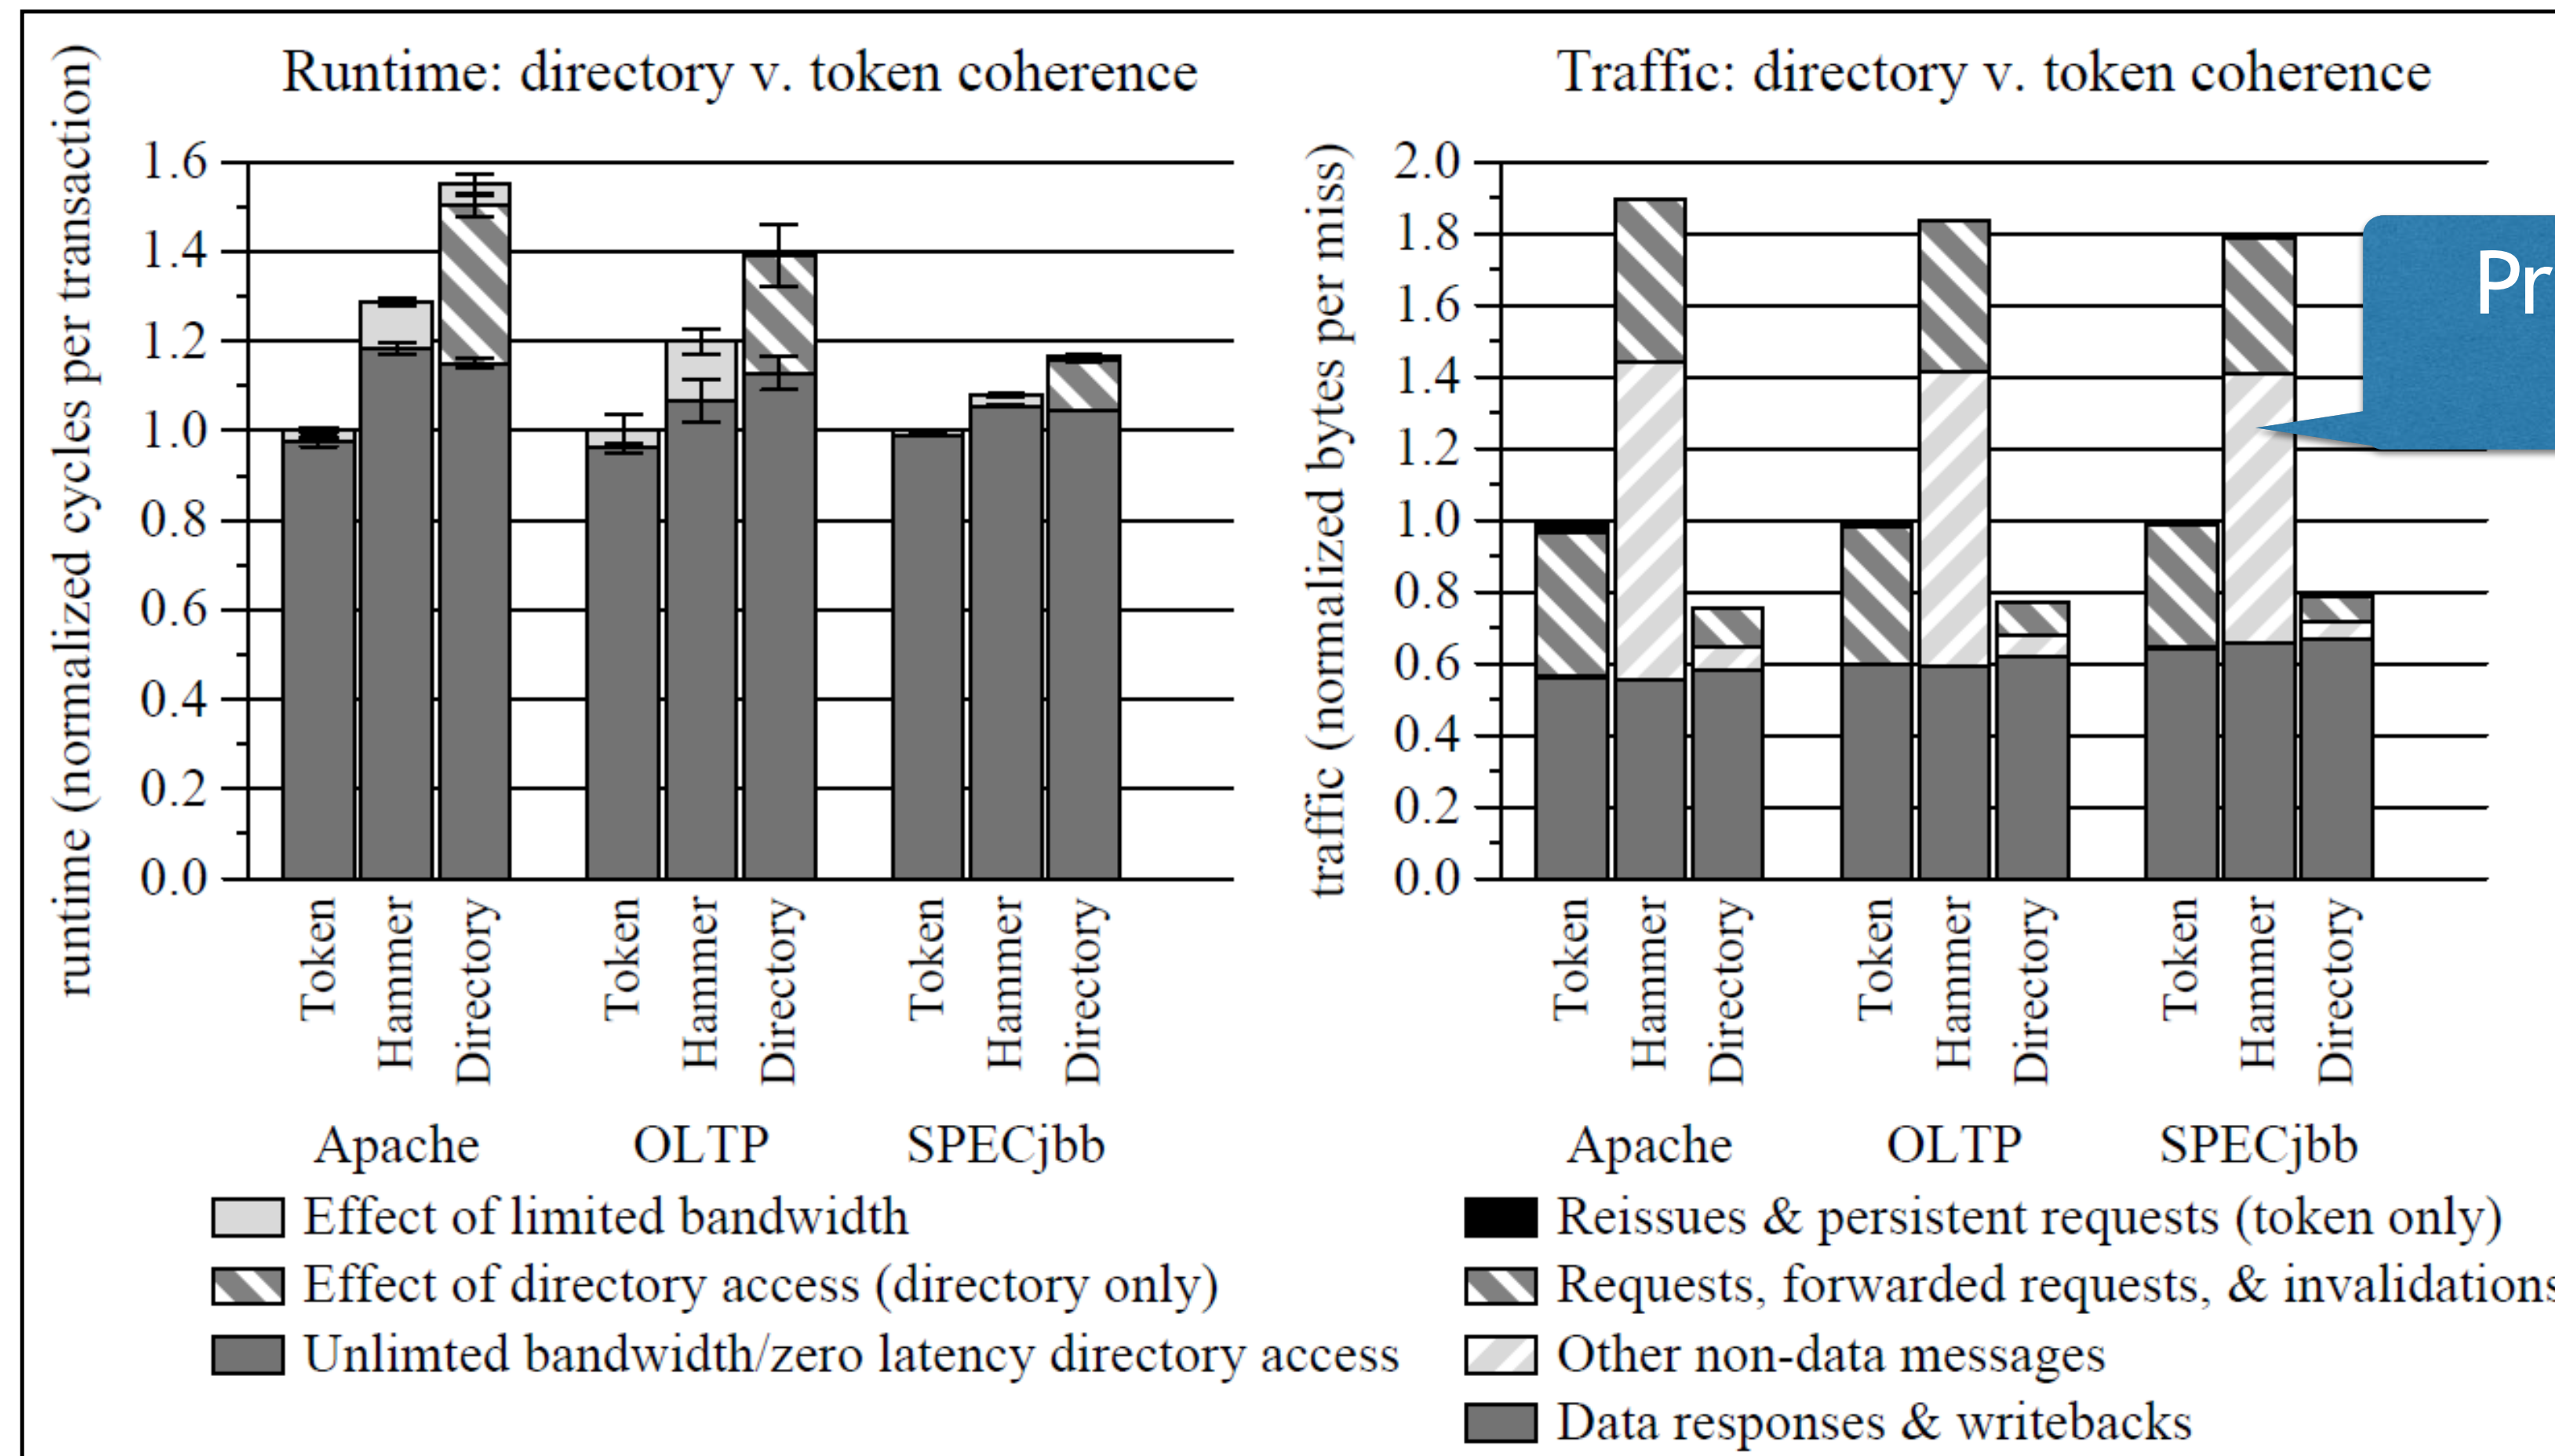 Runtime: directory v. token coherence
runtime (normalized cycles per transaction)
1.6
1.4
1.2
1.0
0.8
0.6
0.4
0.2
0.0
Token
Hammer
Directory
Token
Hammer
Directory
Token
Hammer
Directory
Apache
OLTP
SPECjbb
Effect of limited bandwidth
Effect of directory access (directory only)
Unlimted bandwidth/zero latency directory access
Traffic: directory v. token coherence
traffic (normalized bytes per miss)
2.0
1.8
1.6
1.4
1.2
1.0
0.8
0.6
0.4
0.2
0.0
Token
Hammer
Directory
Token
Hammer
Directory
Token
Hammer
Directory
Apache
OLTP
SPECjbb
Reissues & persistent requests (token only)
Requests, forwarded requests, & invalidations
Other non-data messages
Data responses & writebacks